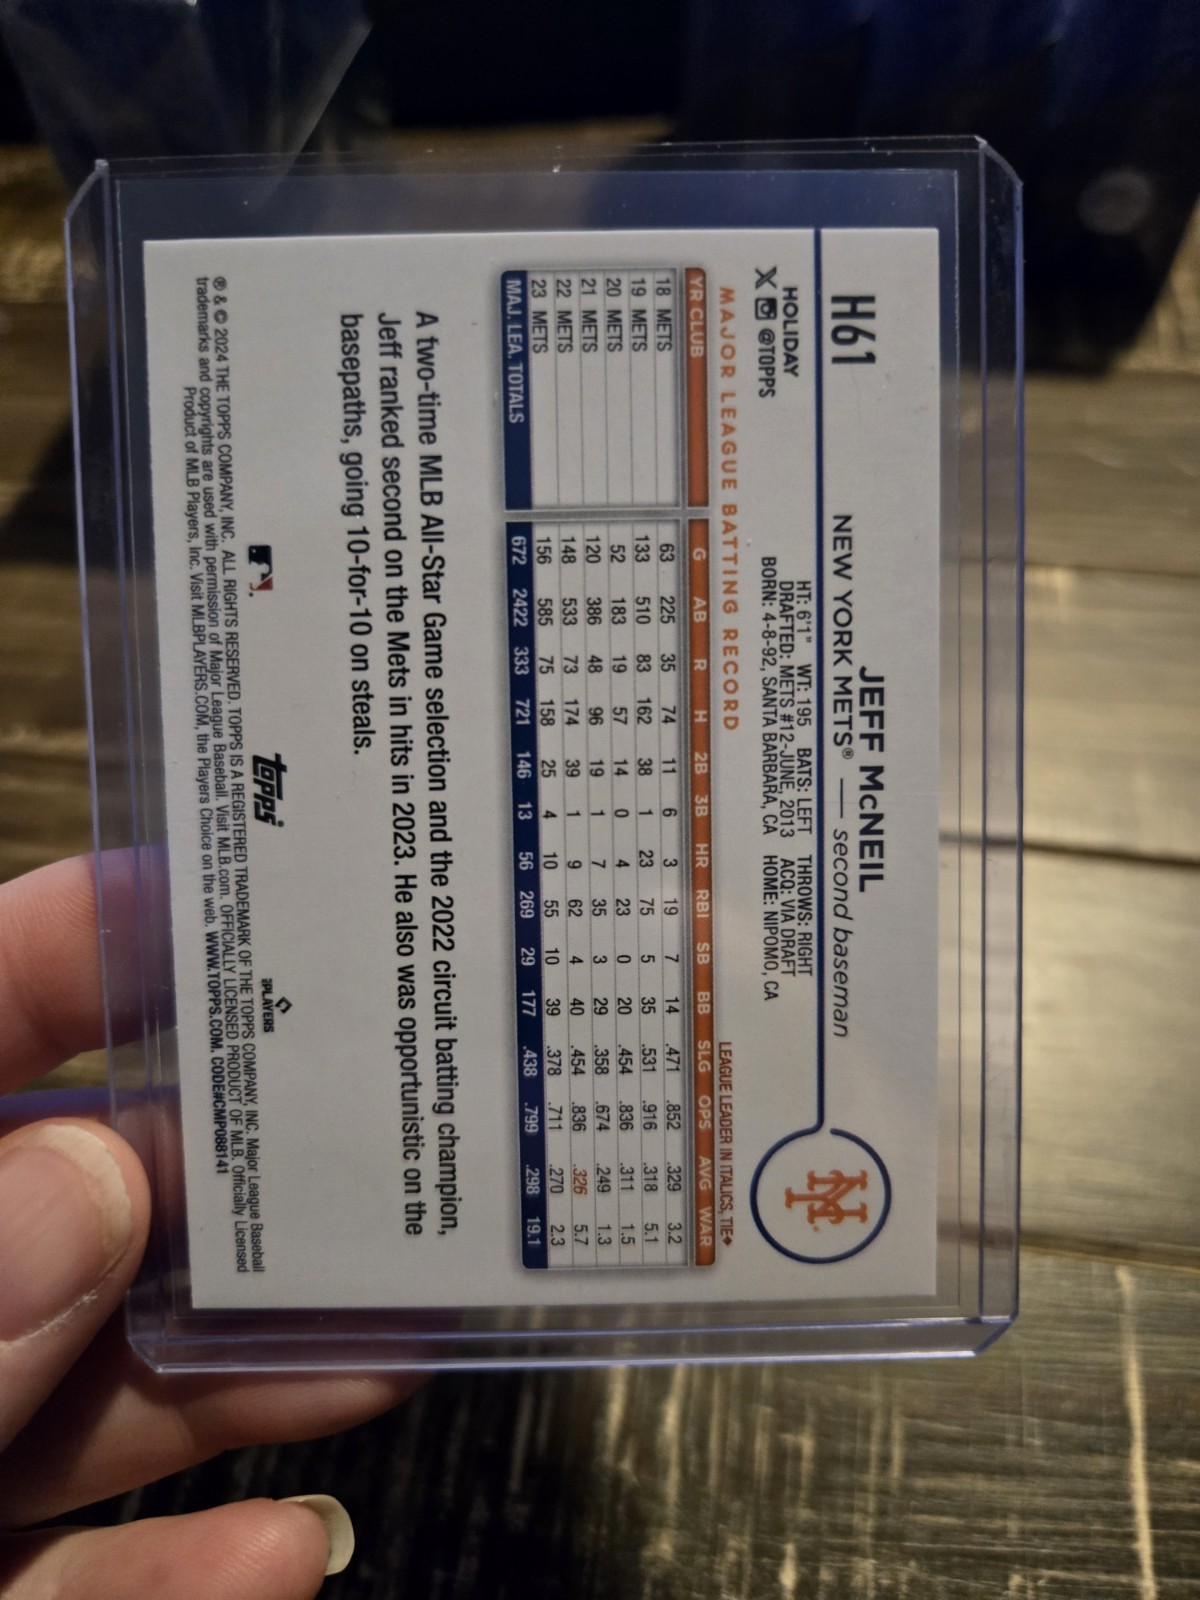 H61
JEFF McNEIL
NEW YORK METS® — second baseman
HOLIDAY
@TOPPS
HT: 6'1" WT: 195 BATS: LEFT THROWS: RIGHT
DRAFTED: METS #12-JUNE, 2013 ACQ: VIA DRAFT
BORN: 4-8-92, SANTA BARBARA, CA HOME: NIPOMO, CA
NY
MAJOR LEAGUE BATTING RECORD
LEAGUE LEADER IN ITALICS, TIE◆
YR CLUB G AB R H 2B 3B HR RBI SB BB SLG OPS AVG WAR
18 METS 63 225 35 74 11 6 3 19 7 14 .471 .852 .329 3.2
19 METS 133 510 83 162 38 1 23 75 5 35 .531 .916 .318 5.1
20 METS 52 183 19 57 14 0 4 23 0 20 .454 .836 .311 1.5
21 METS 120 386 48 96 19 1 7 35 3 29 .358 .674 .249 1.3
22 METS 148 533 73 174 39 1 9 62 4 40 .454 .836 .326 5.7
23 METS 156 585 75 158 25 4 10 55 10 39 .378 .711 .270 2.3
MAJ. LEA. TOTALS 672 2422 333 721 146 13 56 269 29 177 .438 .799 .298 19.1
A two-time MLB All-Star Game selection and the 2022 circuit batting champion,
Jeff ranked second on the Mets in hits in 2023. He also was opportunistic on the
basepaths, going 10-for-10 on steals.
topps
PLAYERS
® & © 2024 THE TOPPS COMPANY, INC. ALL RIGHTS RESERVED. TOPPS IS A REGISTERED TRADEMARK OF THE TOPPS COMPANY, INC. Major League Baseball
trademarks and copyrights are used with permission of Major League Baseball. Visit MLB.com. OFFICIALLY LICENSED PRODUCT OF MLB. Officially Licensed
Product of MLB Players, Inc. Visit MLBPLAYERS.COM, the Players Choice on the web. WWW.TOPPS.COM. CODE#CMP088141